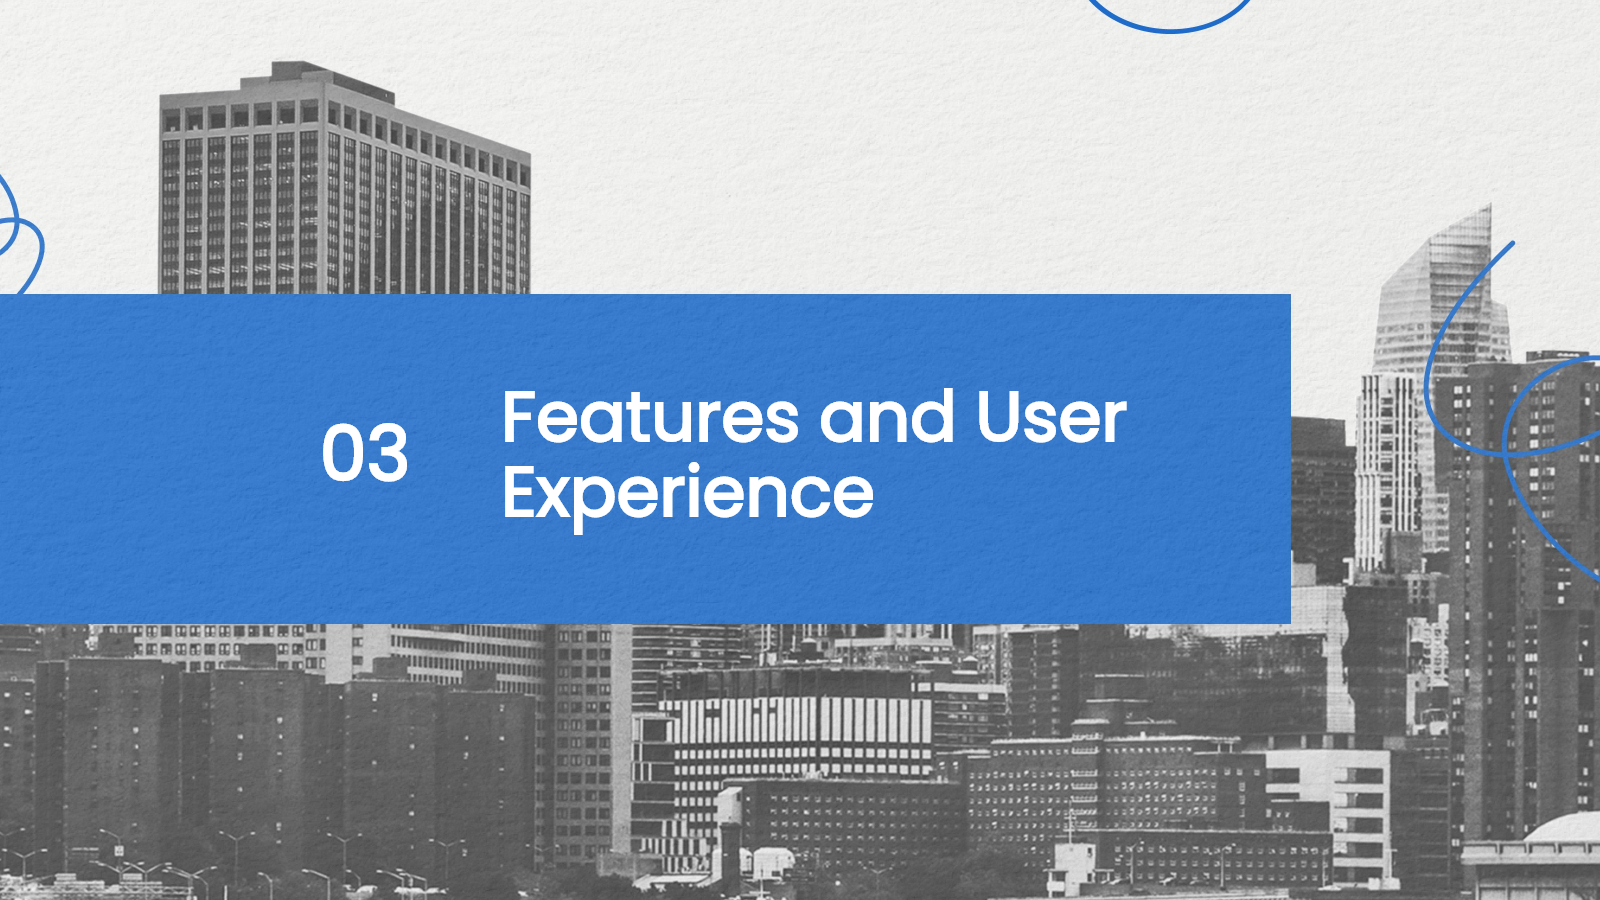 03
Features and User
Experience